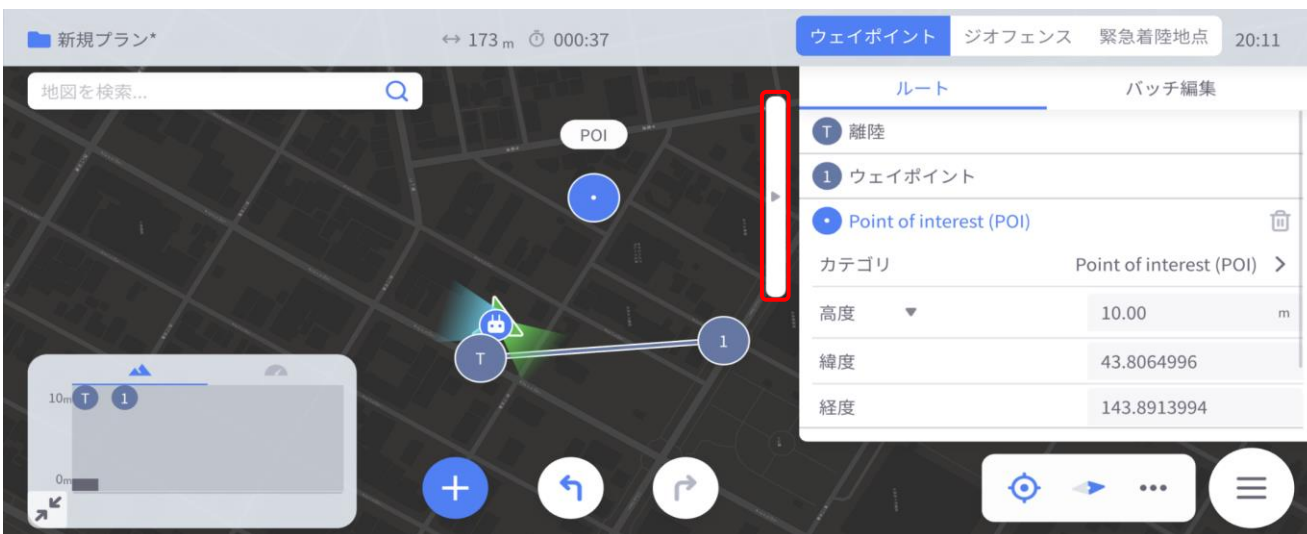 新規プラン*
173 m
000:37
ウェイポイント
ジオフェンス
緊急着陸地点
20:11
地図を検索...
ルート
バッチ編集
POI
T 離陸
1 ウェイポイント
Point of interest (POI)
カテゴリ Point of interest (POI)
高度 10.00 m
緯度 43.8064996
経度 143.8913994
T
1
10m T 1
0m